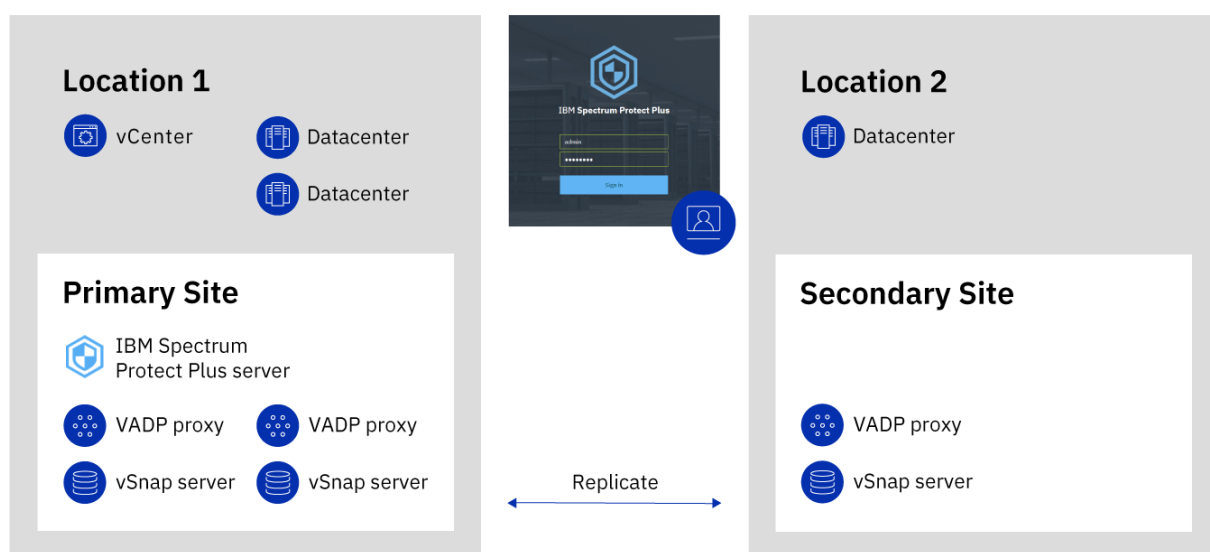 Location 1
vCenter
Datacenter
Datacenter
Primary Site
IBM Spectrum
Protect Plus server
VADP proxy
VADP proxy
vSnap server
vSnap server
IBM Spectrum Protect Plus
admin
••••••••
Sign In
Replicate
Location 2
Datacenter
Secondary Site
VADP proxy
vSnap server